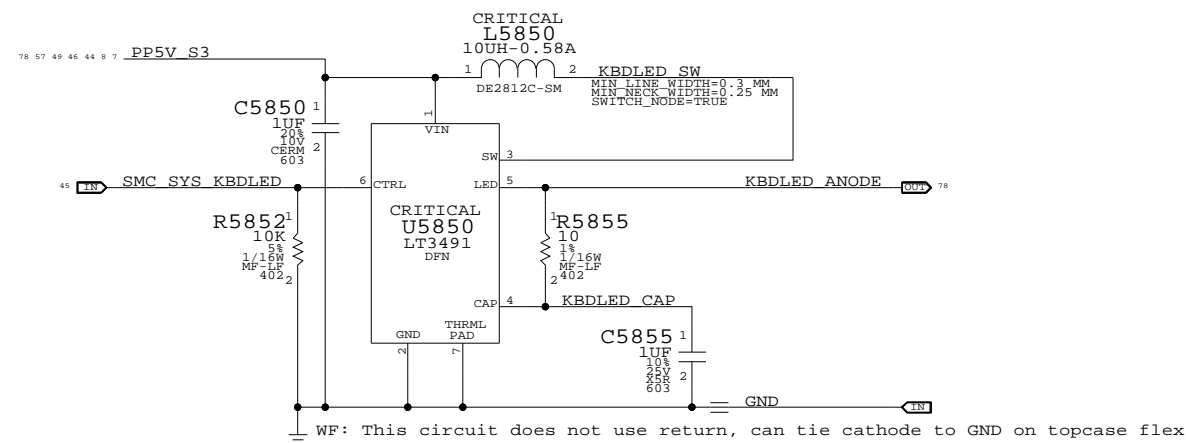 CRITICAL
L5850
10UH-0.58A
78 57 49 46 44 8 7 PP5V_S3
1 2 KBDLED_SW
DE2812C-SM
MIN_LINE_WIDTH=0.3 MM
MIN_NECK_WIDTH=0.25 MM
SWITCH_NODE=TRUE
C5850 1
1UF
20%
10V
CERM 2
603
1
VIN
SW 3
45 IN SMC_SYS_KBDLED 6 CTRL
LED 5 KBDLED_ANODE OUT 78
CRITICAL
U5850
LT3491
DFN
R5852 1
10K
5%
1/16W
MF-LF
402 2
1 R5855
10
1%
1/16W
MF-LF
2 402
CAP 4 KBDLED_CAP
THRML
GND PAD
2 7
C5855 1
1UF
10%
25V
X5R 2
603
GND IN
WF: This circuit does not use return, can tie cathode to GND on topcase flex